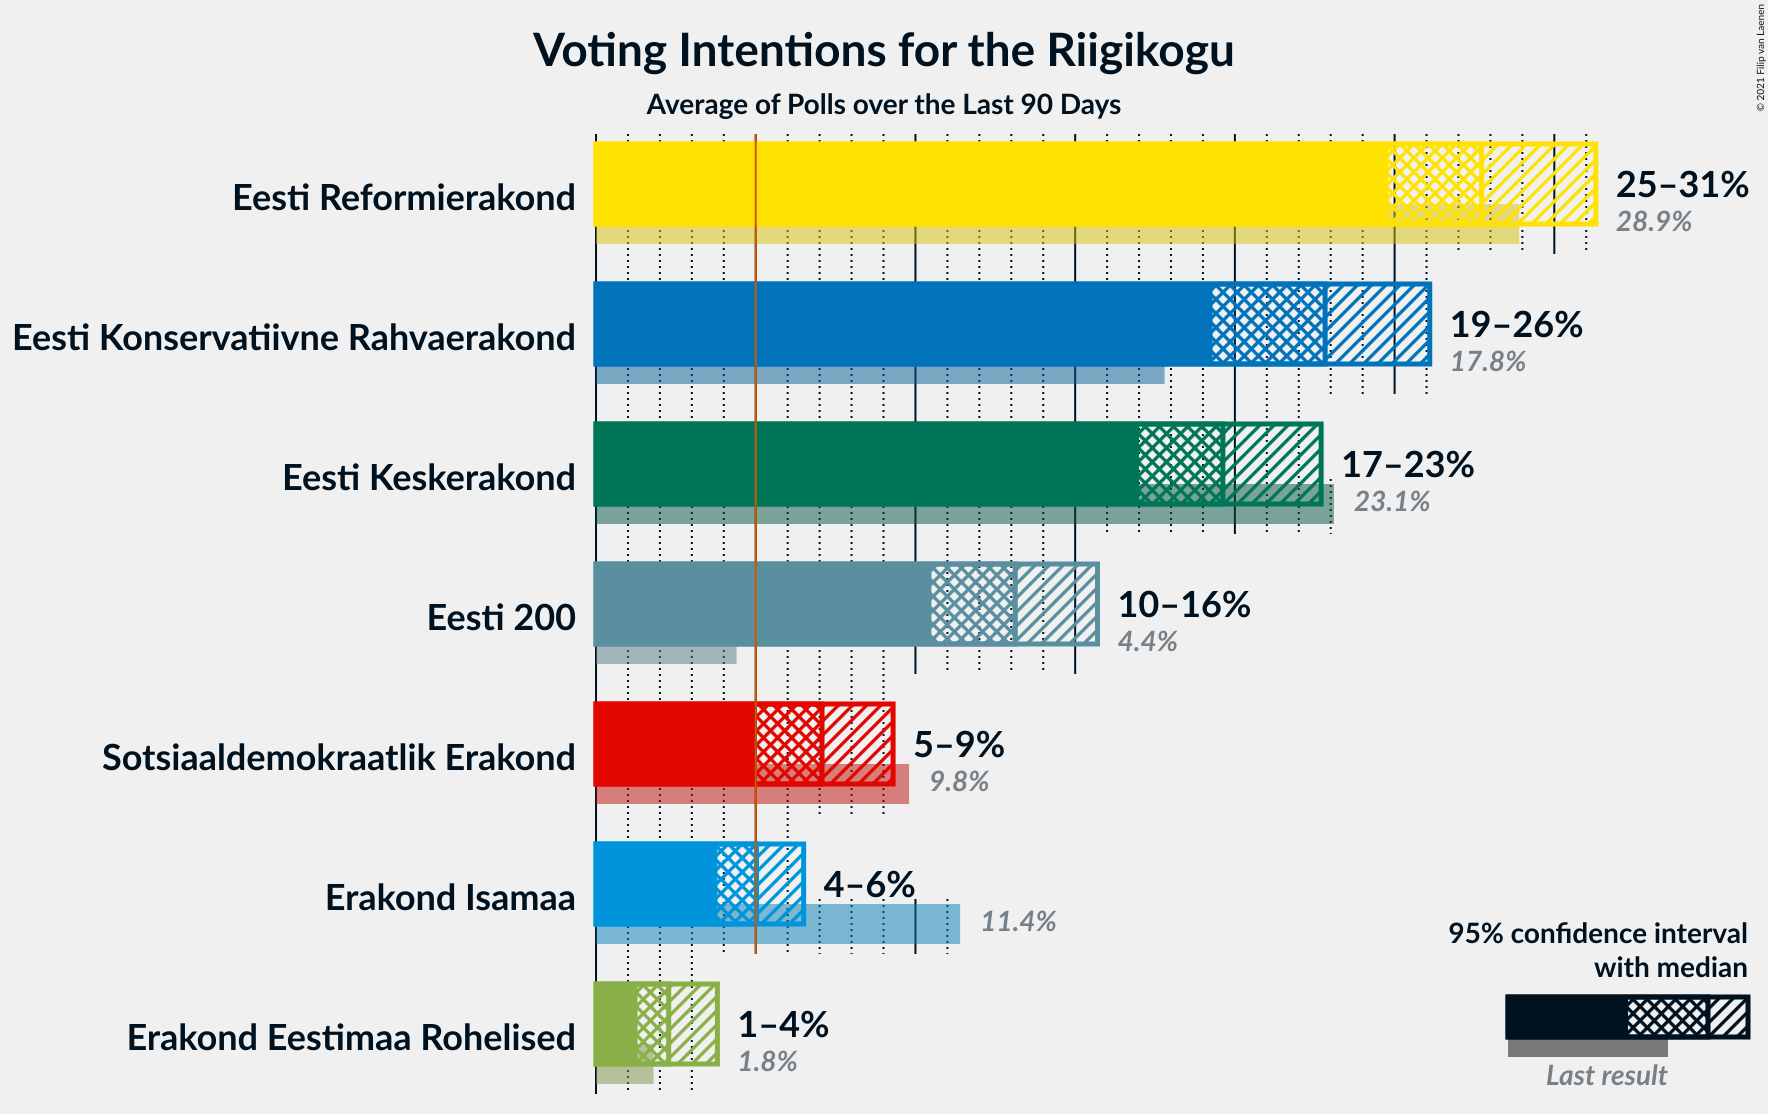 Voting Intentions for the Riigikogu
Average of Polls over the Last 90 Days
© 2021 Filip van Laenen
Eesti Reformierakond
25–31%
28.9%
Eesti Konservatiivne Rahvaerakond
19–26%
17.8%
Eesti Keskerakond
17–23%
23.1%
Eesti 200
10–16%
4.4%
Sotsiaaldemokraatlik Erakond
5–9%
9.8%
Erakond Isamaa
4–6%
11.4%
Erakond Eestimaa Rohelised
1–4%
1.8%
95% confidence interval
with median
Last result